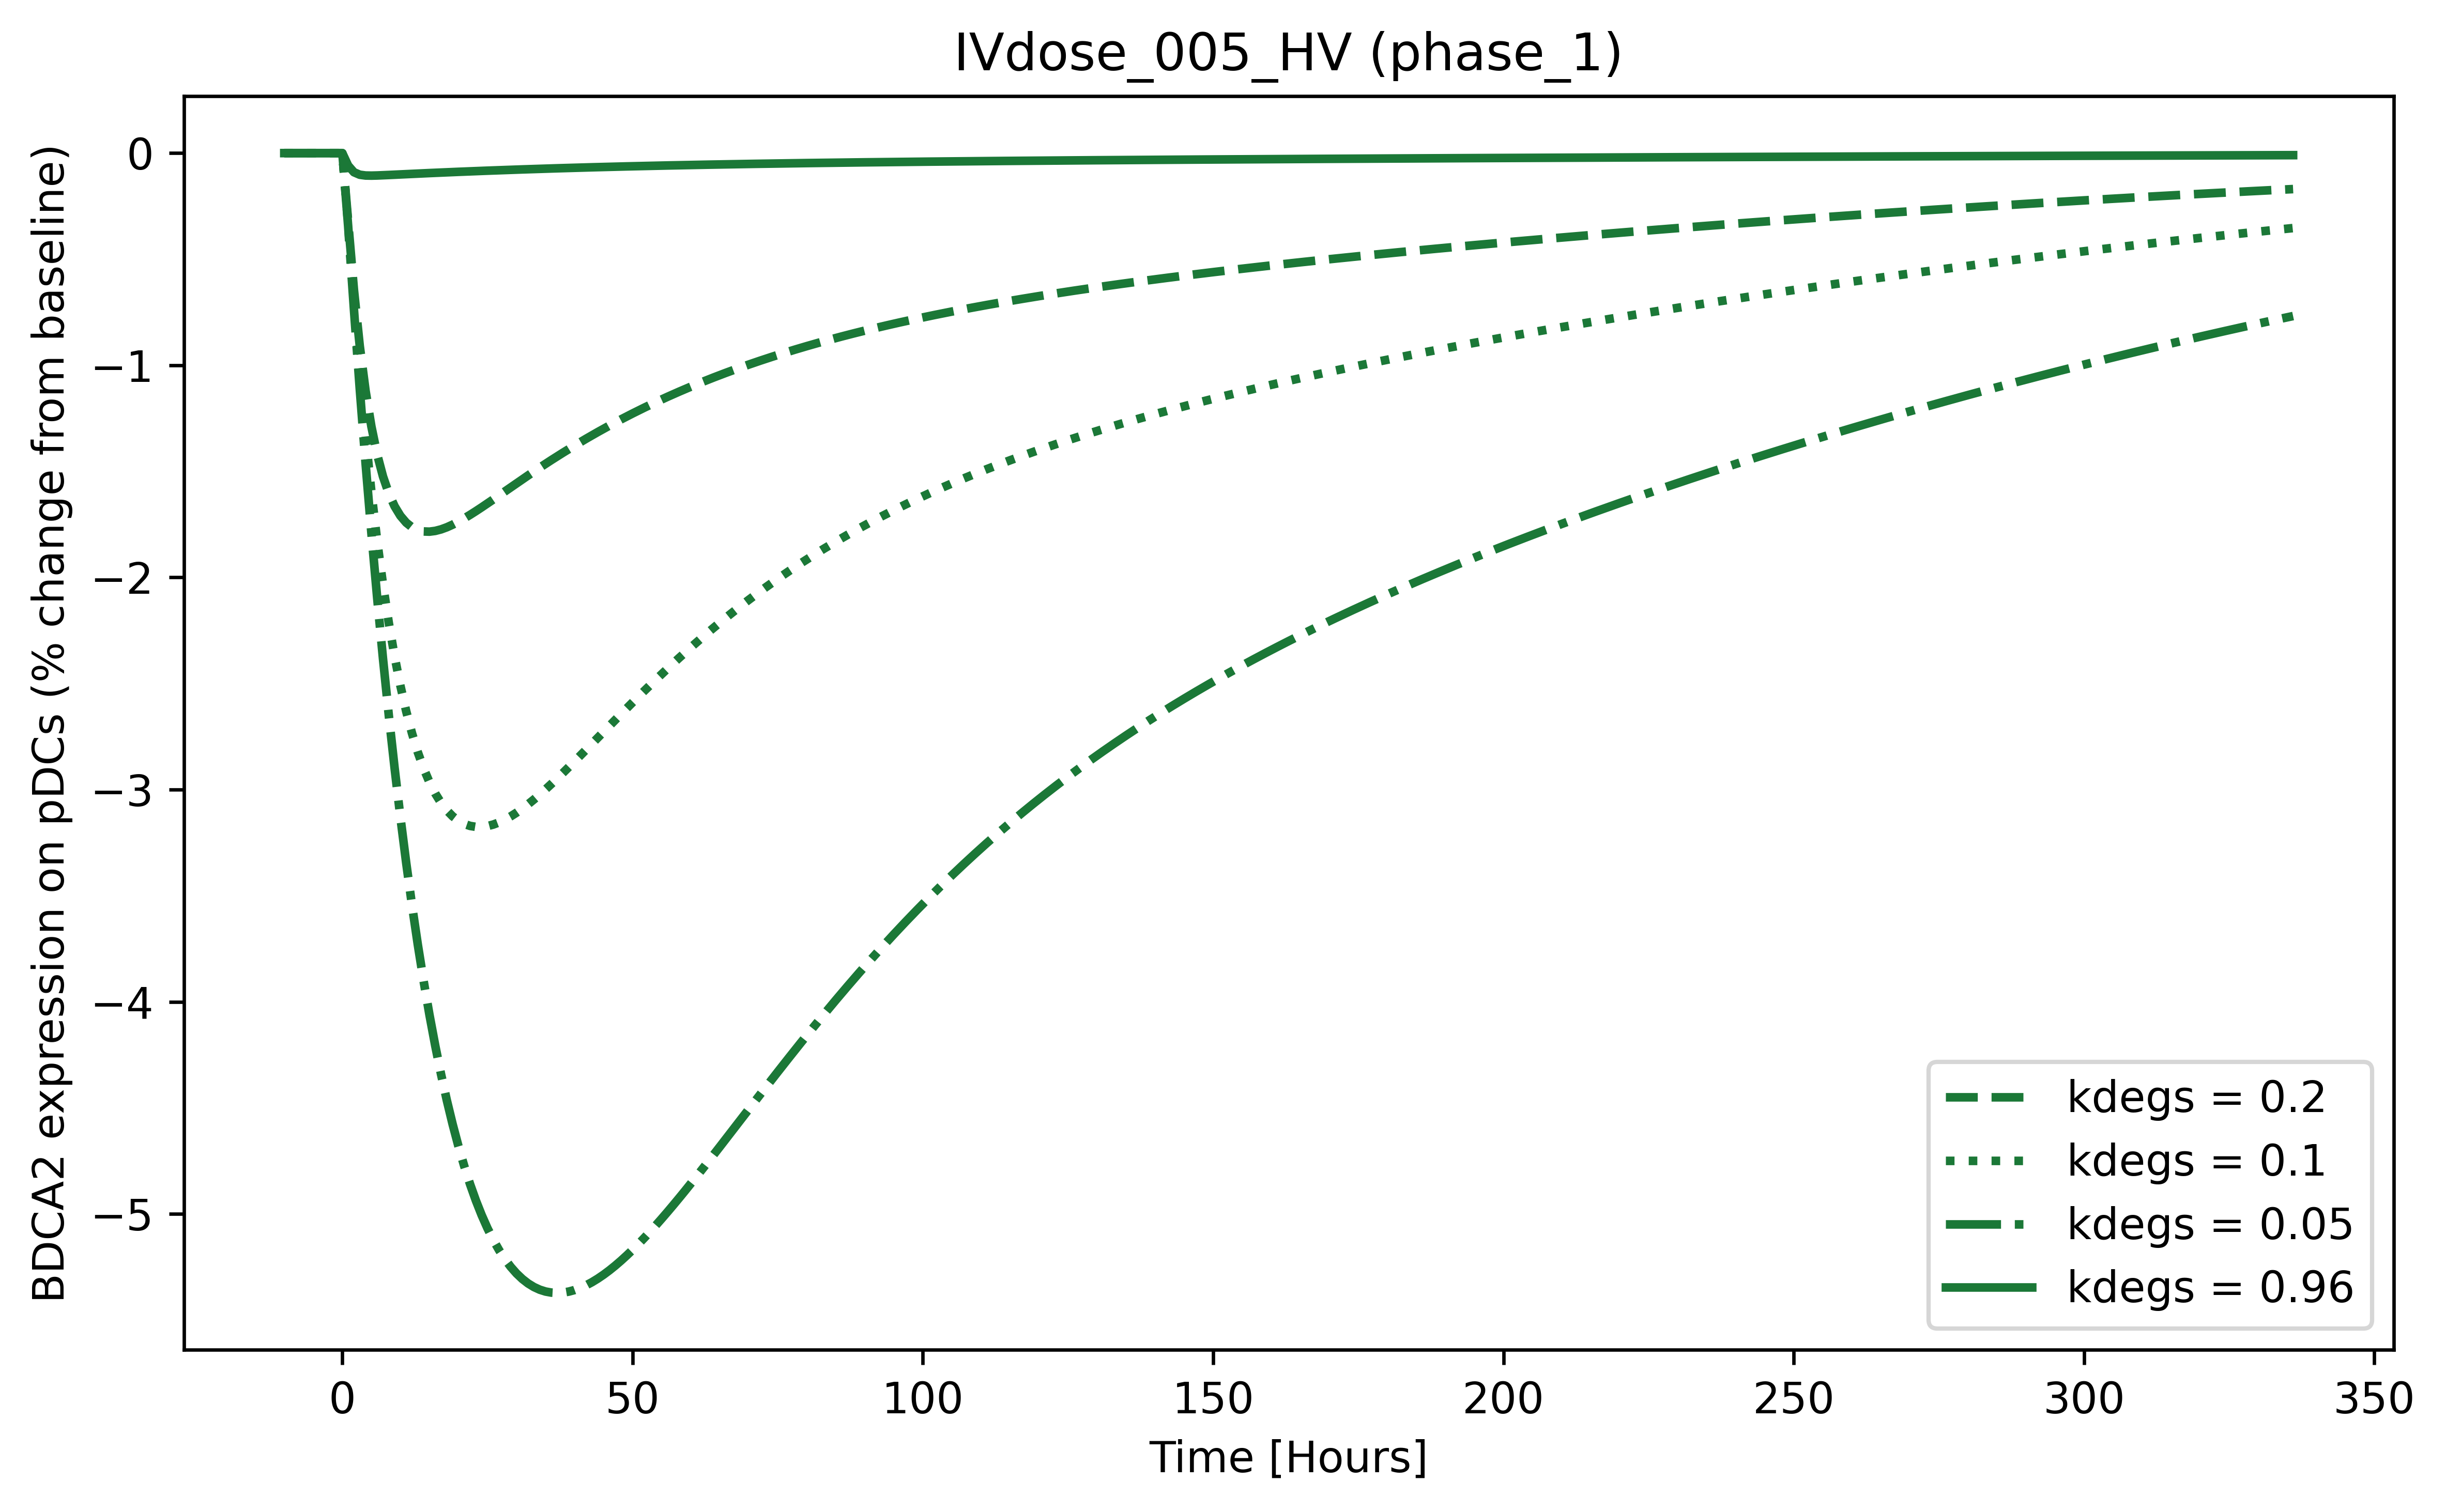 IVdose_005_HV (phase_1)
BDCA2 expression on pDCs (% change from baseline)
0
−1
−2
−3
−4
−5
kdegs = 0.2
kdegs = 0.1
kdegs = 0.05
kdegs = 0.96
0 50 100 150 200 250 300 350
Time [Hours]